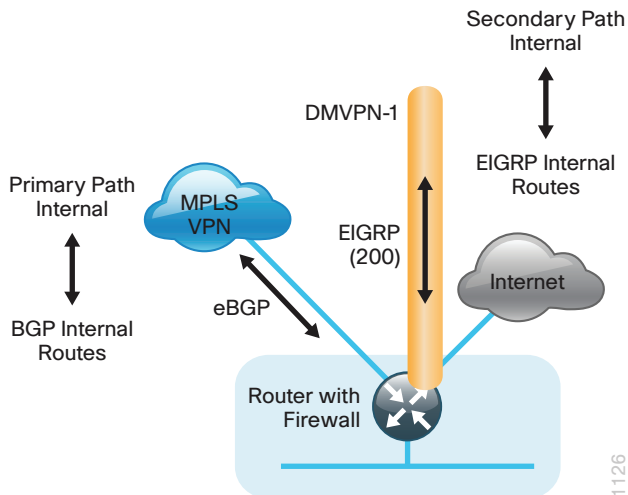 Secondary Path
Internal
DMVPN-1
EIGRP Internal
Routes
Primary Path
Internal
MPLS
VPN
EIGRP
(200)
Internet
eBGP
BGP Internal
Routes
Router with
Firewall
1126